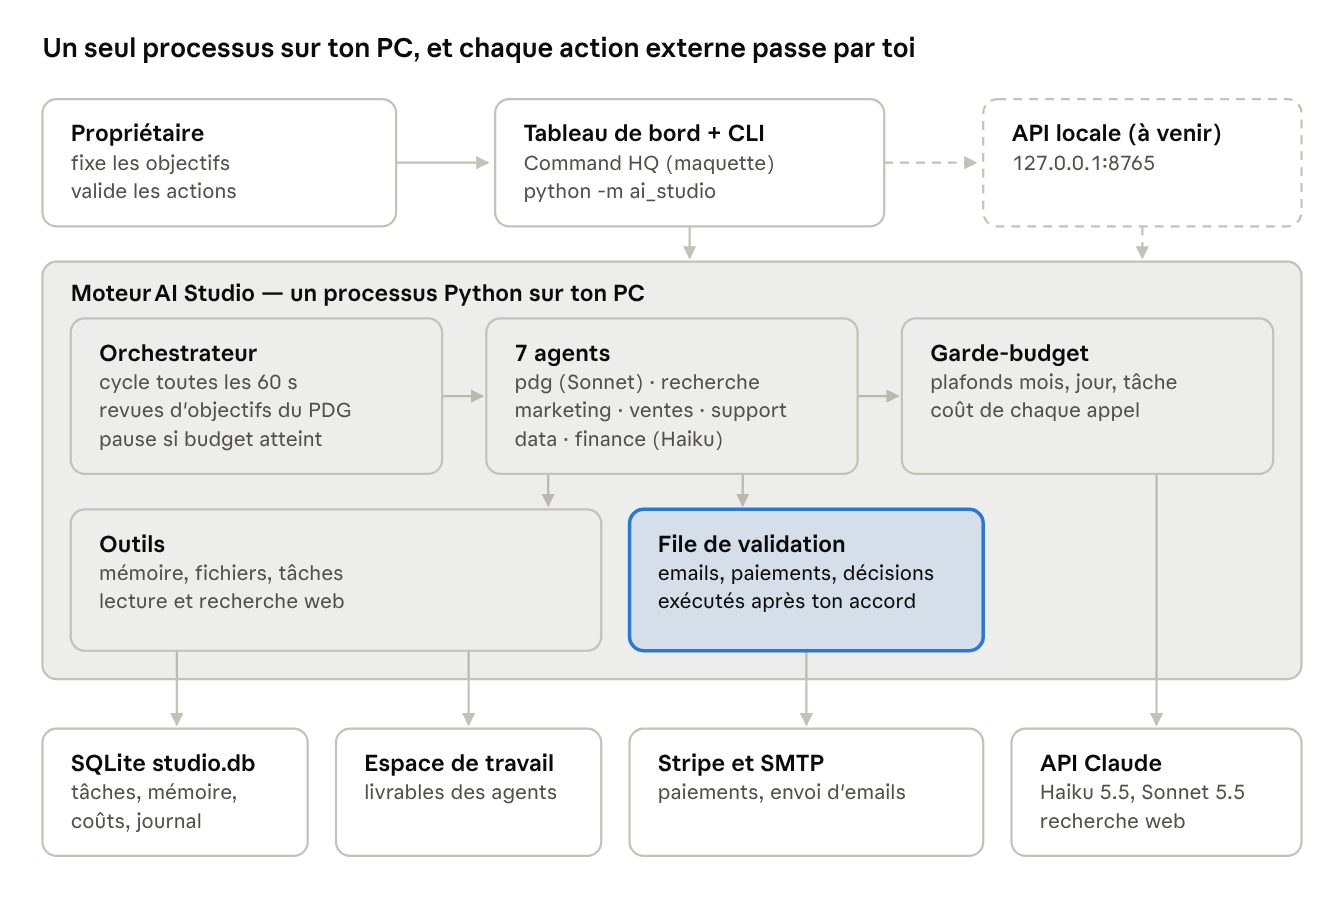 Un seul processus sur ton PC, et chaque action externe passe par toi
Propriétaire
fixe les objectifs
valide les actions
Tableau de bord + CLI
Command HQ (maquette)
python -m ai_studio
API locale (à venir)
127.0.0.1:8765
Moteur AI Studio — un processus Python sur ton PC
Orchestrateur
cycle toutes les 60 s
revues d'objectifs du PDG
pause si budget atteint
7 agents
pdg (Sonnet) · recherche
marketing · ventes · support
data · finance (Haiku)
Garde-budget
plafonds mois, jour, tâche
coût de chaque appel
Outils
mémoire, fichiers, tâches
lecture et recherche web
File de validation
emails, paiements, décisions
exécutés après ton accord
SQLite studio.db
tâches, mémoire,
coûts, journal
Espace de travail
livrables des agents
Stripe et SMTP
paiements, envoi d'emails
API Claude
Haiku 5.5, Sonnet 5.5
recherche web